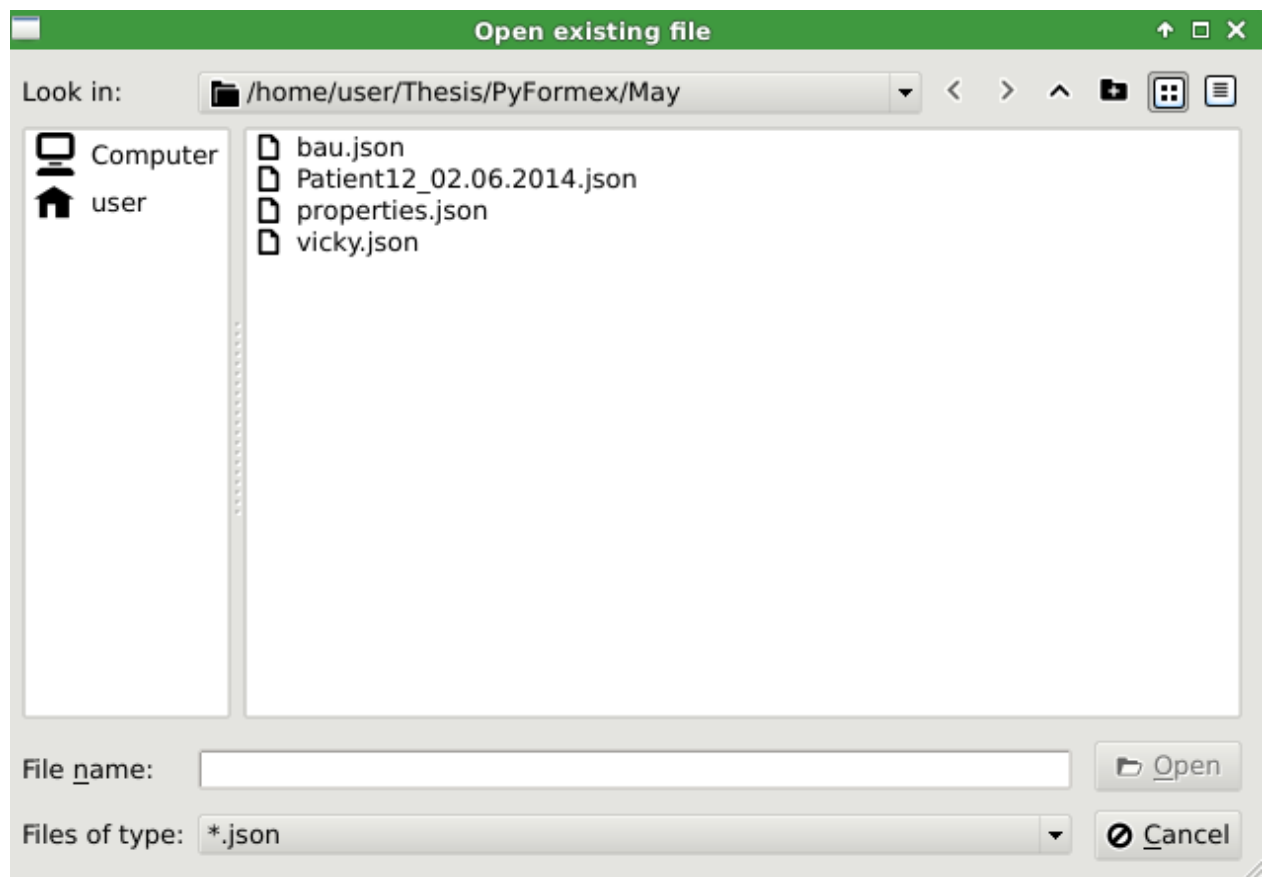 Open existing file
Look in: /home/user/Thesis/PyFormex/May
Computer
user
bau.json
Patient12_02.06.2014.json
properties.json
vicky.json
File name: Open
Files of type: *.json Cancel